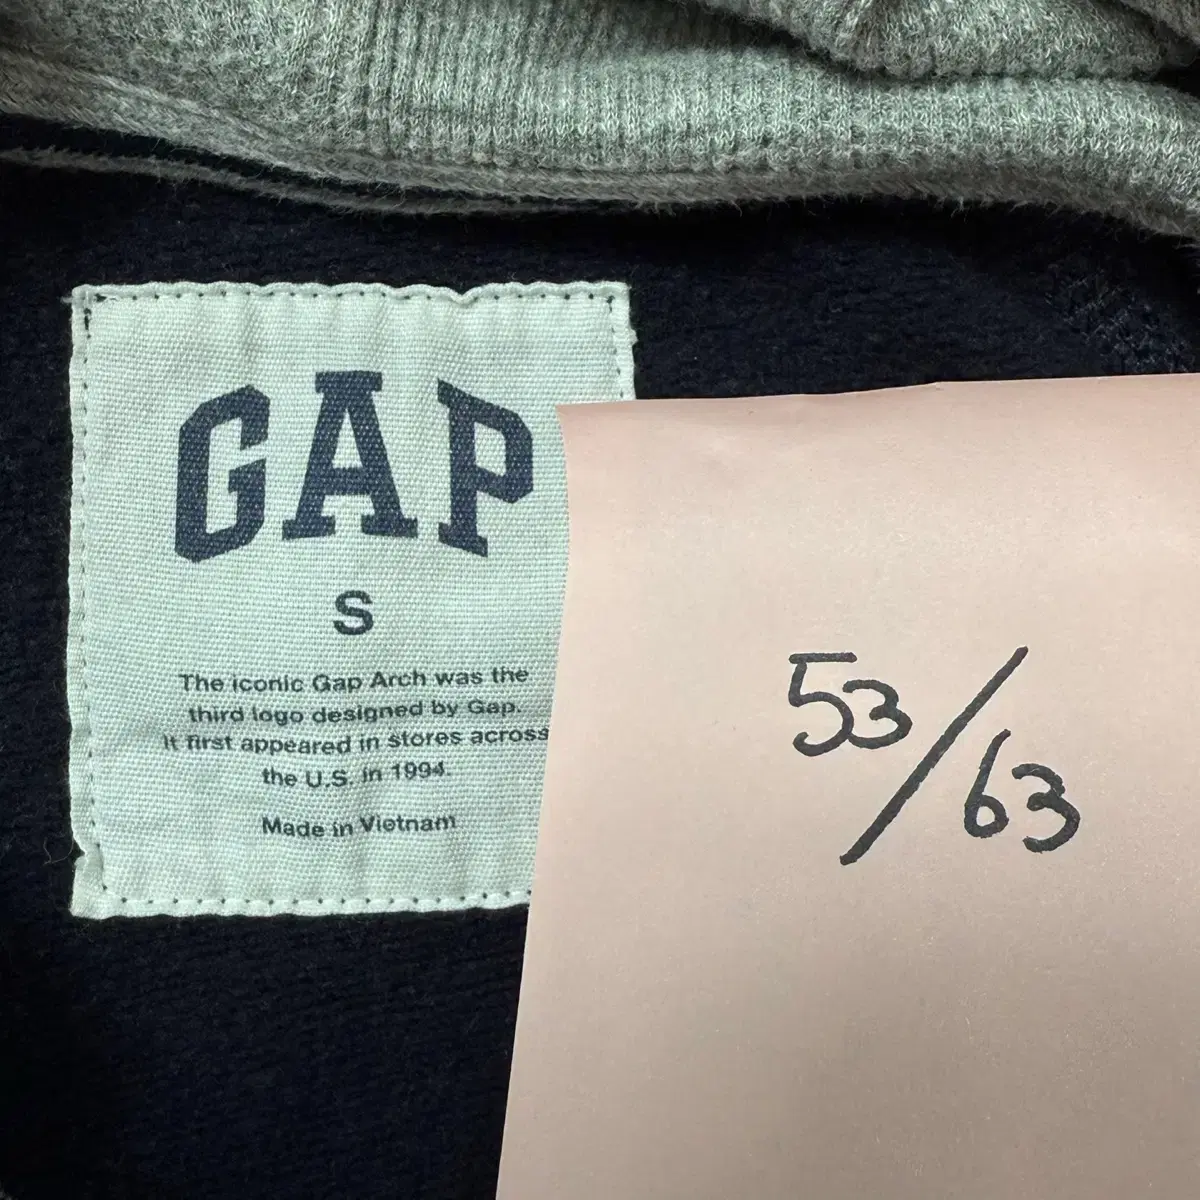 GAP
S
The iconic Gap Arch was the
third logo designed by Gap.
It first appeared in stores across
the U.S. in 1994.
Made in Vietnam
53/63